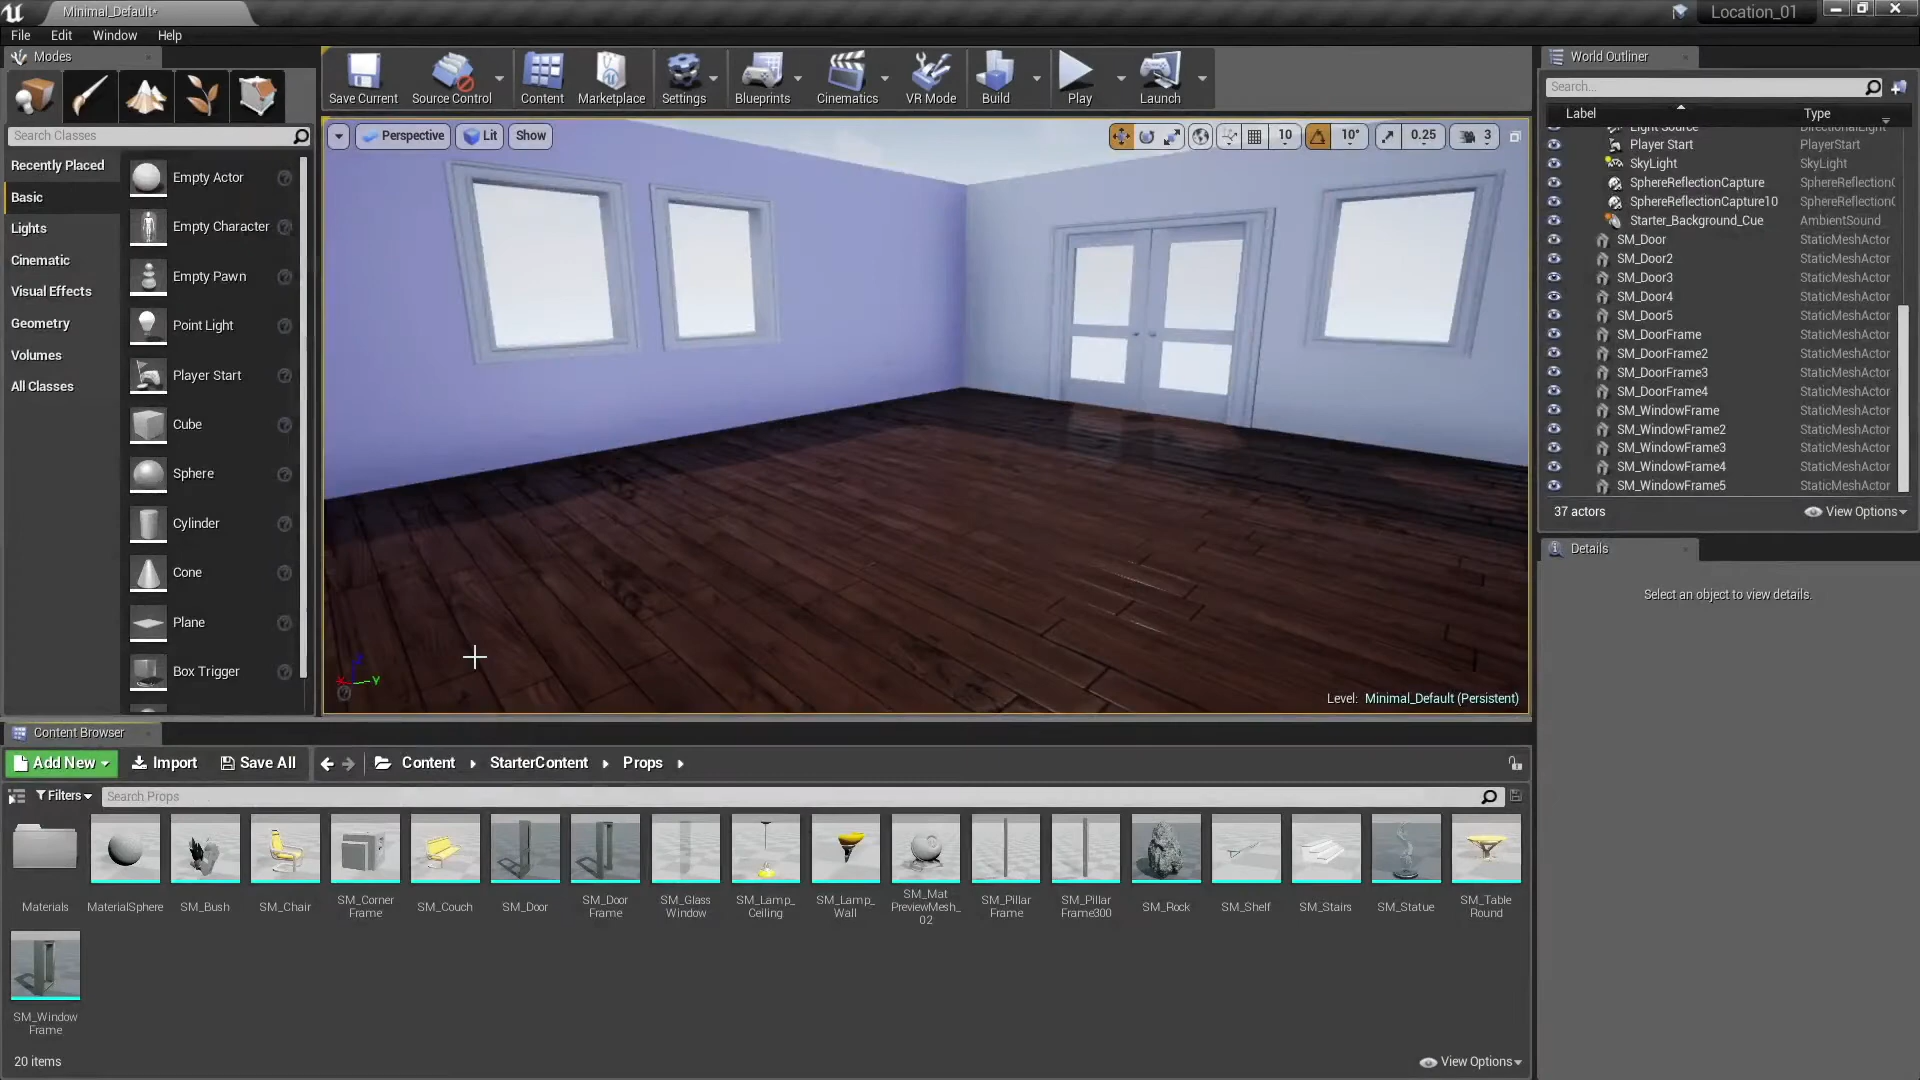 Minimal_Default*
Location_01
File Edit Window Help
Modes
Save Current
Source Control
Content
Marketplace
Settings
Blueprints
Cinematics
VR Mode
Build
Play
Launch
Search Classes
Recently Placed
Basic
Lights
Cinematic
Visual Effects
Geometry
Volumes
All Classes
Empty Actor
Empty Character
Empty Pawn
Point Light
Player Start
Cube
Sphere
Cylinder
Cone
Plane
Box Trigger
Perspective Lit Show
10 10° 0.25 3
Y
Level: Minimal_Default (Persistent)
World Outliner
Search...
Label Type
Light Source DirectionalLight
Player Start PlayerStart
SkyLight SkyLight
SphereReflectionCapture SphereReflectionC
SphereReflectionCapture10 SphereReflectionC
Starter_Background_Cue AmbientSound
SM_Door StaticMeshActor
SM_Door2 StaticMeshActor
SM_Door3 StaticMeshActor
SM_Door4 StaticMeshActor
SM_Door5 StaticMeshActor
SM_DoorFrame StaticMeshActor
SM_DoorFrame2 StaticMeshActor
SM_DoorFrame3 StaticMeshActor
SM_DoorFrame4 StaticMeshActor
SM_WindowFrame StaticMeshActor
SM_WindowFrame2 StaticMeshActor
SM_WindowFrame3 StaticMeshActor
SM_WindowFrame4 StaticMeshActor
SM_WindowFrame5 StaticMeshActor
37 actors View Options
Details
Select an object to view details.
Content Browser
Add New Import Save All Content StarterContent Props
Filters Search Props
Materials
MaterialSphere
SM_Bush
SM_Chair
SM_Corner
Frame
SM_Couch
SM_Door
SM_Door
Frame
SM_Glass
Window
SM_Lamp_
Ceiling
SM_Lamp_
Wall
SM_Mat
PreviewMesh_
02
SM_Pillar
Frame
SM_Pillar
Frame300
SM_Rock
SM_Shelf
SM_Stairs
SM_Statue
SM_Table
Round
SM_Window
Frame
20 items View Options